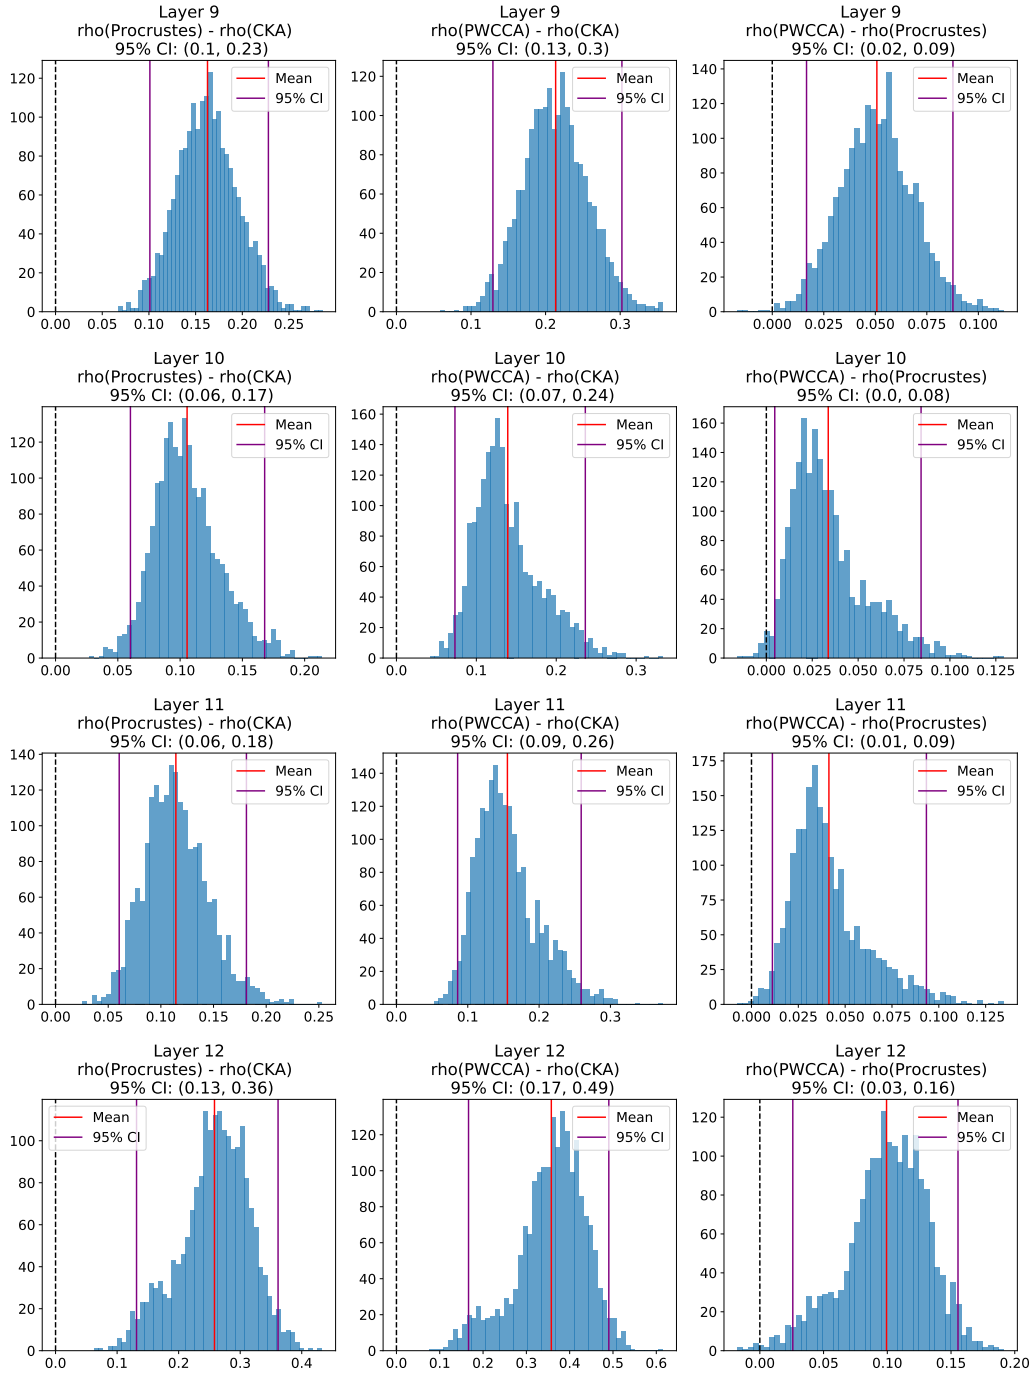 Layer 9
rho(Procrustes) - rho(CKA)
95% CI: (0.1, 0.23)
Mean
95% CI
0
20
40
60
80
100
120
0.00
0.05
0.10
0.15
0.20
0.25
Layer 9
rho(PWCCA) - rho(CKA)
95% CI: (0.13, 0.3)
Mean
95% CI
0
20
40
60
80
100
120
0.0
0.1
0.2
0.3
Layer 9
rho(PWCCA) - rho(Procrustes)
95% CI: (0.02, 0.09)
Mean
95% CI
0
20
40
60
80
100
120
140
0.000
0.025
0.050
0.075
0.100
Layer 10
rho(Procrustes) - rho(CKA)
95% CI: (0.06, 0.17)
Mean
95% CI
0
20
40
60
80
100
120
0.00
0.05
0.10
0.15
0.20
Layer 10
rho(PWCCA) - rho(CKA)
95% CI: (0.07, 0.24)
Mean
95% CI
0
20
40
60
80
100
120
140
160
0.0
0.1
0.2
0.3
Layer 10
rho(PWCCA) - rho(Procrustes)
95% CI: (0.0, 0.08)
Mean
95% CI
0
20
40
60
80
100
120
140
160
0.000
0.025
0.050
0.075
0.100
0.125
Layer 11
rho(Procrustes) - rho(CKA)
95% CI: (0.06, 0.18)
Mean
95% CI
0
20
40
60
80
100
120
140
0.00
0.05
0.10
0.15
0.20
0.25
Layer 11
rho(PWCCA) - rho(CKA)
95% CI: (0.09, 0.26)
Mean
95% CI
0
20
40
60
80
100
120
140
0.0
0.1
0.2
0.3
Layer 11
rho(PWCCA) - rho(Procrustes)
95% CI: (0.01, 0.09)
Mean
95% CI
0
25
50
75
100
125
150
175
0.000
0.025
0.050
0.075
0.100
0.125
Layer 12
rho(Procrustes) - rho(CKA)
95% CI: (0.13, 0.36)
Mean
95% CI
0
20
40
60
80
100
0.0
0.1
0.2
0.3
0.4
Layer 12
rho(PWCCA) - rho(CKA)
95% CI: (0.17, 0.49)
Mean
95% CI
0
20
40
60
80
100
120
0.0
0.1
0.2
0.3
0.4
0.5
0.6
Layer 12
rho(PWCCA) - rho(Procrustes)
95% CI: (0.03, 0.16)
Mean
95% CI
0
20
40
60
80
100
120
0.00
0.05
0.10
0.15
0.20